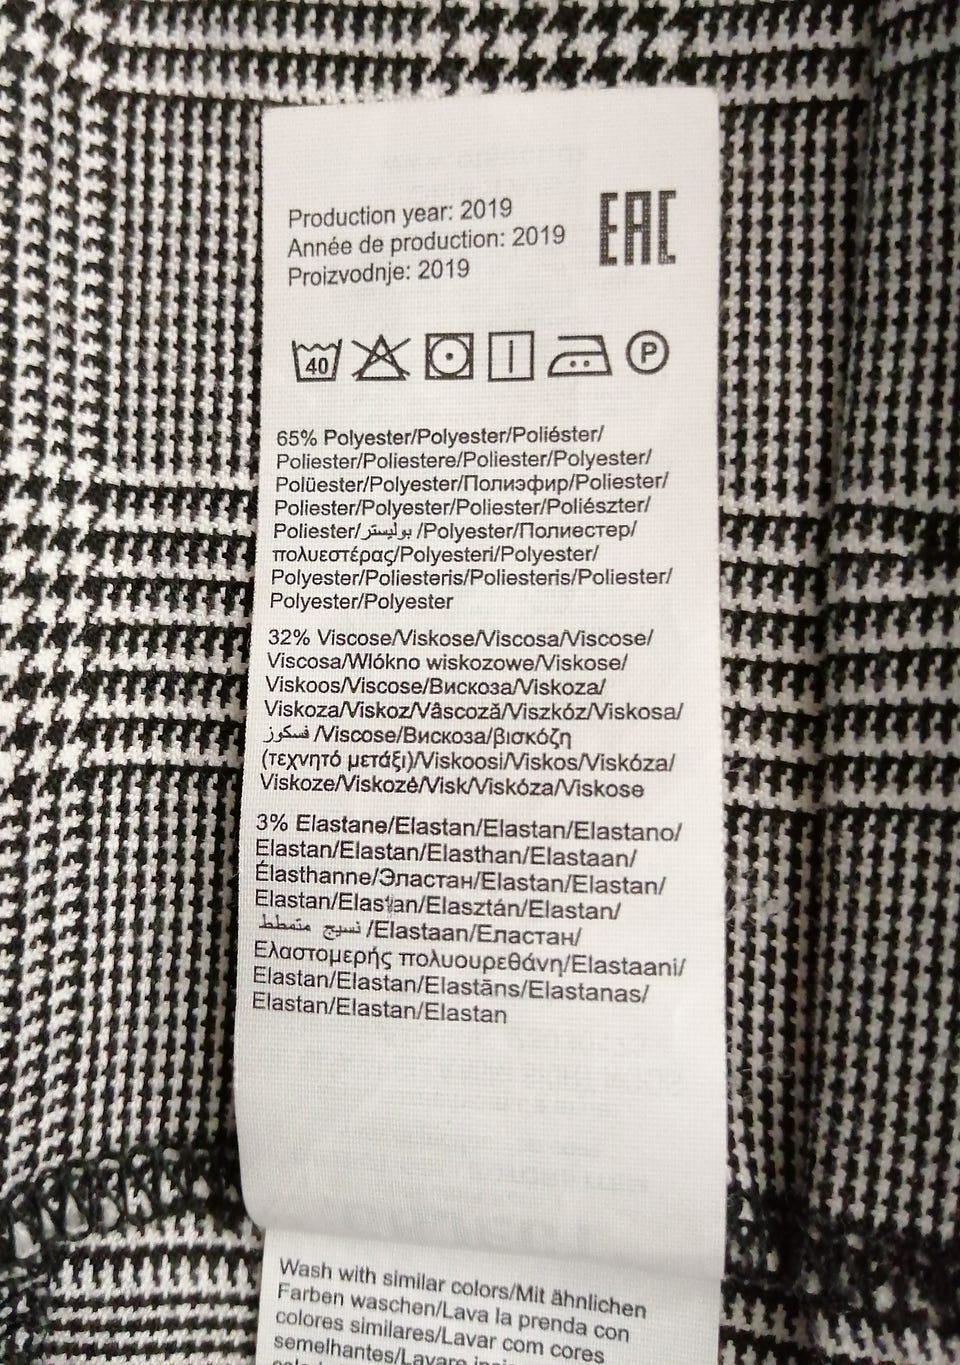 Production year: 2019
Année de production: 2019
Proizvodnje: 2019
EAC
40
P
65% Polyester/Polyester/Poliéster/
Poliester/Poliestere/Poliester/Polyester/
Polüester/Polyester/Полиэфир/Poliester/
Poliester/Polyester/Poliester/Poliészter/
Poliester/بوليستر/Polyester/Полиестер/
πολυεστέρας/Polyesteri/Polyester/
Polyester/Poliesteris/Poliesteris/Poliester/
Polyester/Polyester
32% Viscose/Viskose/Viscosa/Viscose/
Viscosa/Wlókno wiskozowe/Viskose/
Viskoos/Viscose/Вискоза/Viskoza/
Viskoza/Viskoz/Vâscoză/Viszkóz/Viskosa/
فسكوز/Viscose/Вискоза/βισκόζη
(τεχνητό μετάξι)/Viskoosi/Viskos/Viskóza/
Viskoze/Viskozė/Visk/Viskóza/Viskose
3% Elastane/Elastan/Elastan/Elastano/
Elastan/Elastan/Elasthan/Elastaan/
Élasthanne/Эластан/Elastan/Elastan/
Elastan/Elastan/Elasztán/Elastan/
نسيج متمطط/Elastaan/Еластан/
Ελαστομερής πολυουρεθάνη/Elastaani/
Elastan/Elastan/Elastāns/Elastanas/
Elastan/Elastan/Elastan
Wash with similar colors/Mit ähnlichen
Farben waschen/Lava la prenda con
colores similares/Lavar com cores
semelhantes/Lavare